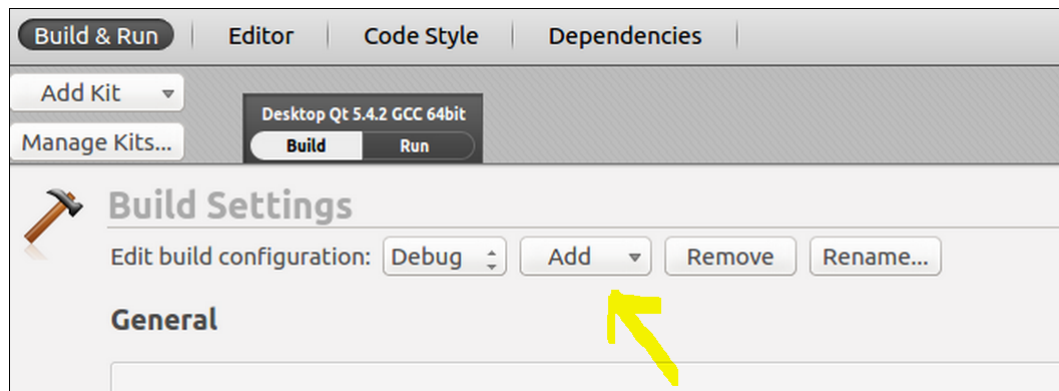 Build & Run Editor Code Style Dependencies
Add Kit
Manage Kits...
Desktop Qt 5.4.2 GCC 64bit
Build Run
Build Settings
Edit build configuration: Debug Add Remove Rename...
General